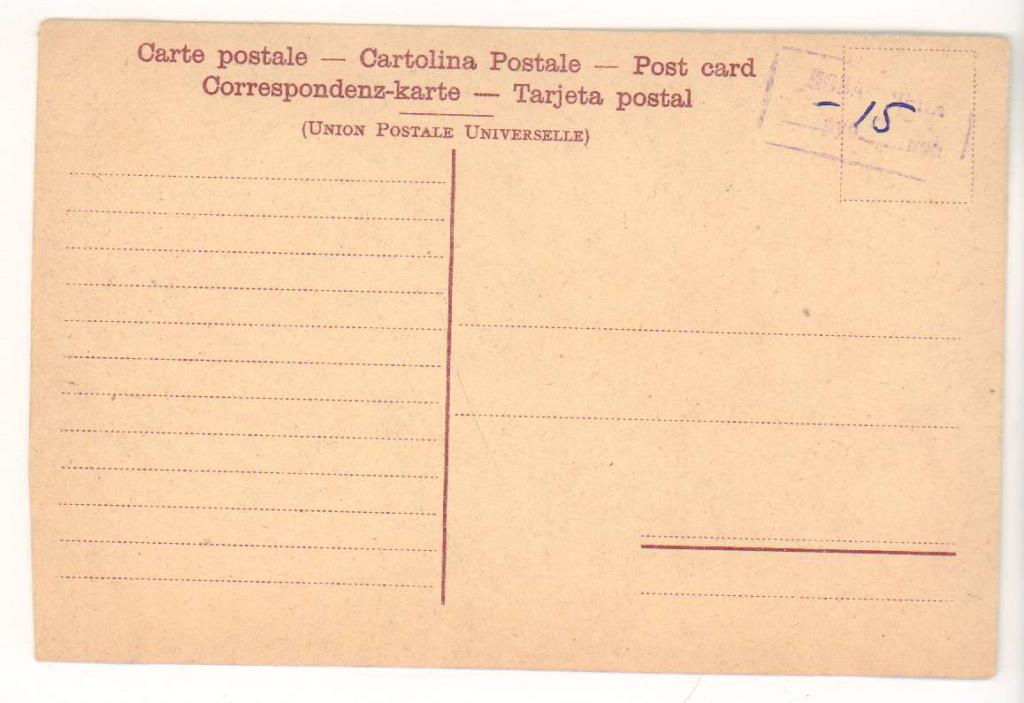 Carte postale — Cartolina Postale — Post card
Correspondenz-karte — Tarjeta postal
(UNION POSTALE UNIVERSELLE)
-15